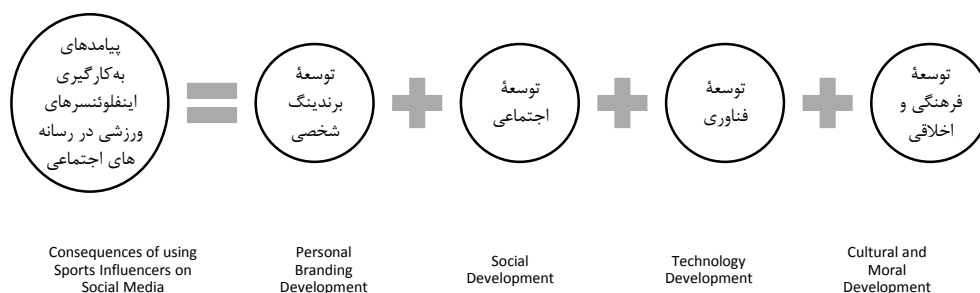 پیامدهای
به‌کارگیری
اینفلوئنسرهای
ورزشی در رسانه
های اجتماعی
توسعۀ
برندینگ
شخصی
توسعۀ
اجتماعی
توسعۀ
فناوری
توسعۀ
فرهنگی و
اخلاقی
Consequences of using
Sports Influencers on
Social Media
Personal
Branding
Development
Social
Development
Technology
Development
Cultural and
Moral
Development